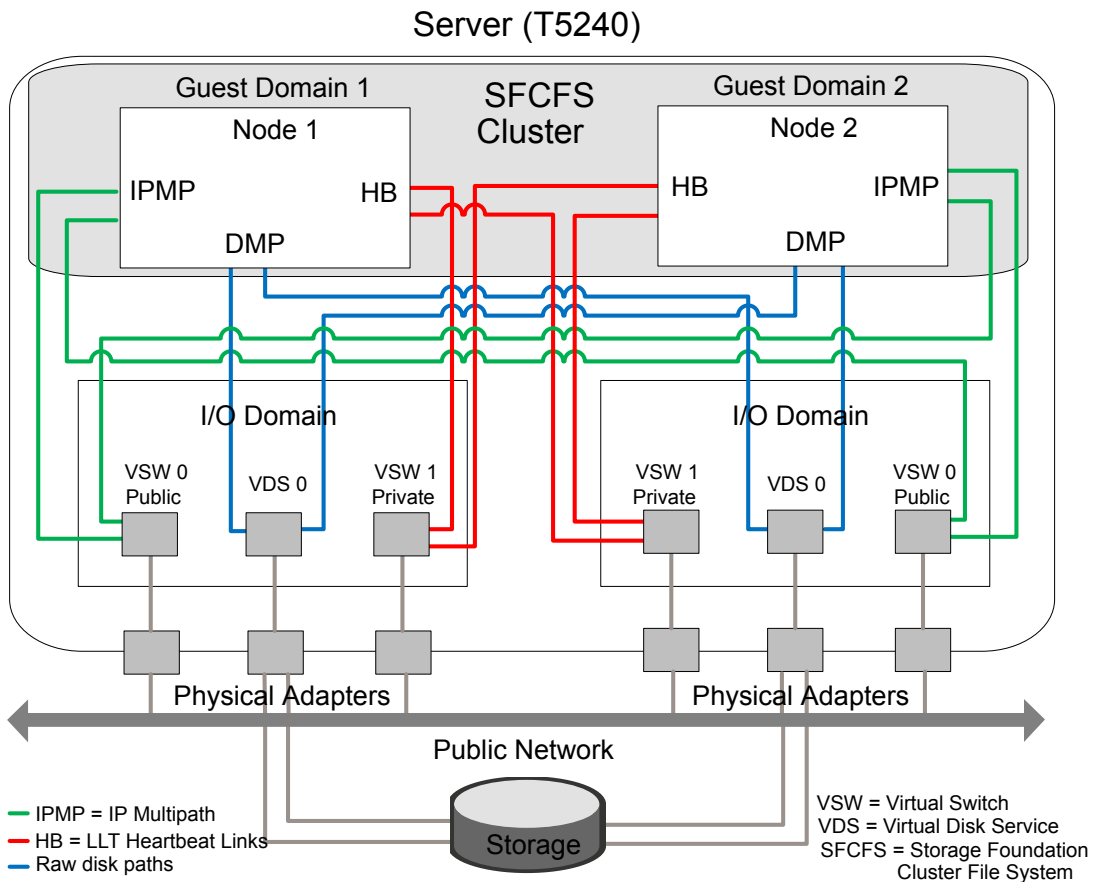 Server (T5240)
Guest Domain 1
SFCFS
Cluster
Guest Domain 2
Node 1
Node 2
IPMP
HB
HB
IPMP
DMP
DMP
I/O Domain
I/O Domain
VSW 0
Public
VDS 0
VSW 1
Private
VSW 1
Private
VDS 0
VSW 0
Public
Physical Adapters
Physical Adapters
Public Network
Storage
IPMP = IP Multipath
HB = LLT Heartbeat Links
Raw disk paths
VSW = Virtual Switch
VDS = Virtual Disk Service
SFCFS = Storage Foundation
Cluster File System